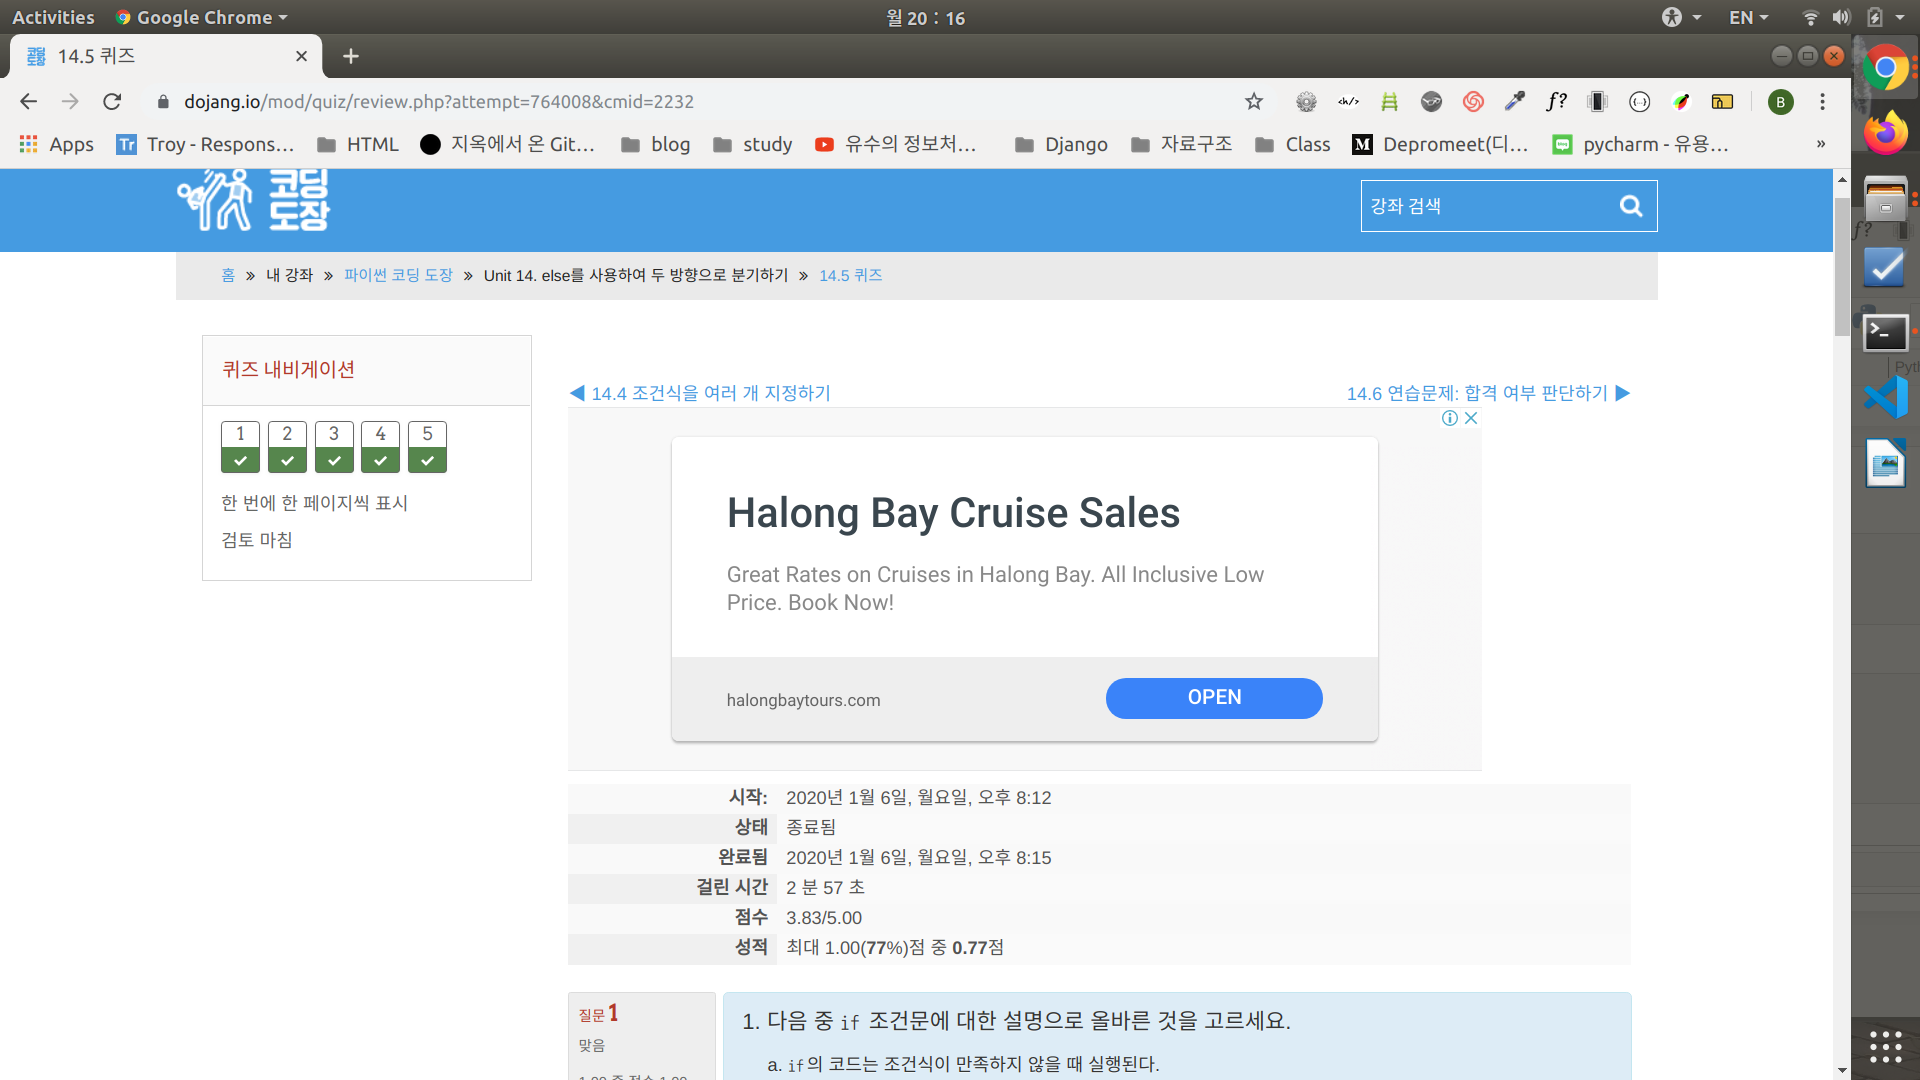 Activities
Google Chrome
월 20 : 16
EN
14.5 퀴즈
dojang.io/mod/quiz/review.php?attempt=764008&cmid=2232
<h/>
f?
B
Apps
Tr
Troy - Respons...
HTML
지옥에서 온 Git...
blog
study
유수의 정보처...
Django
자료구조
Class
M
Depromeet(디...
pycharm - 유용...
»
코딩
도장
강좌 검색
홈 » 내 강좌 » 파이썬 코딩 도장 » Unit 14. else를 사용하여 두 방향으로 분기하기 » 14.5 퀴즈
퀴즈 내비게이션
1 2 3 4 5
한 번에 한 페이지씩 표시
검토 마침
◀ 14.4 조건식을 여러 개 지정하기
14.6 연습문제: 합격 여부 판단하기 ▶
Halong Bay Cruise Sales
Great Rates on Cruises in Halong Bay. All Inclusive Low
Price. Book Now!
halongbaytours.com
OPEN
시작: 2020년 1월 6일, 월요일, 오후 8:12
상태 종료됨
완료됨 2020년 1월 6일, 월요일, 오후 8:15
걸린 시간 2 분 57 초
점수 3.83/5.00
성적 최대 1.00(77%)점 중 0.77점
질문 1
맞음
1. 다음 중 if 조건문에 대한 설명으로 올바른 것을 고르세요.
a. if의 코드는 조건식이 만족하지 않을 때 실행된다.